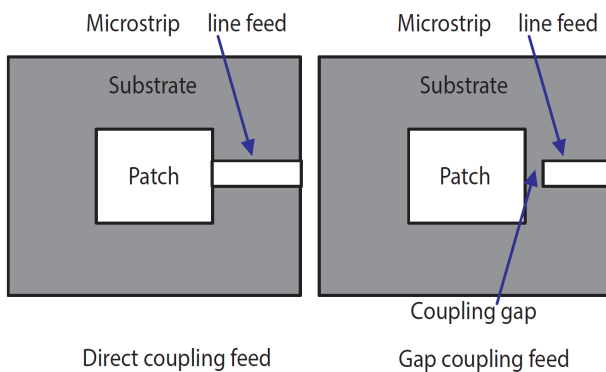 Microstrip line feed
Microstrip line feed
Substrate
Substrate
Patch
Patch
Coupling gap
Direct coupling feed
Gap coupling feed